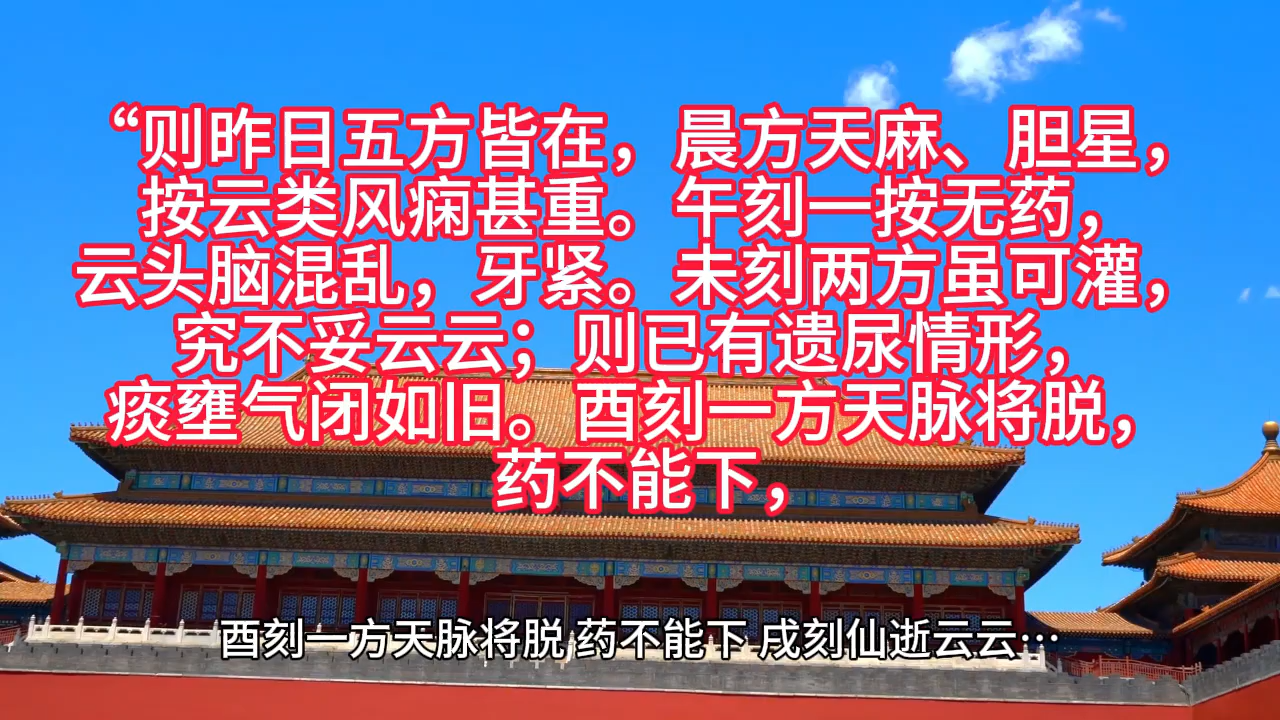 “则昨日五方皆在，晨方天麻、胆星，
按云类风痫甚重。午刻一按无药，
云头脑混乱，牙紧。未刻两方虽可灌，
究不妥云云；则已有遗尿情形，
痰壅气闭如旧。酉刻一方天脉将脱，
药不能下，
酉刻一方天脉将脱 药不能下 戌刻仙逝云云…